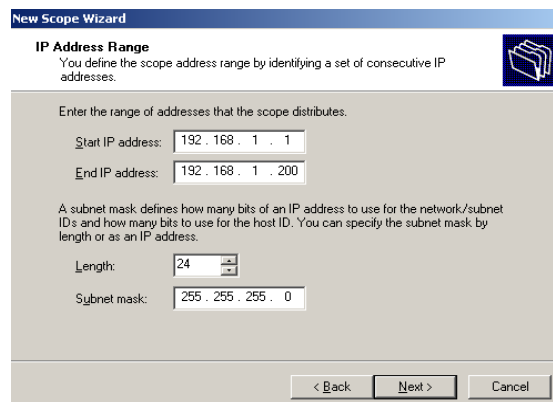 New Scope Wizard
IP Address Range
You define the scope address range by identifying a set of consecutive IP
addresses.
Enter the range of addresses that the scope distributes.
Start IP address: 192 . 168 . 1 . 1
End IP address: 192 . 168 . 1 . 200
A subnet mask defines how many bits of an IP address to use for the network/subnet
IDs and how many bits to use for the host ID. You can specify the subnet mask by
length or as an IP address.
Length: 24
Subnet mask: 255 . 255 . 255 . 0
< Back Next > Cancel